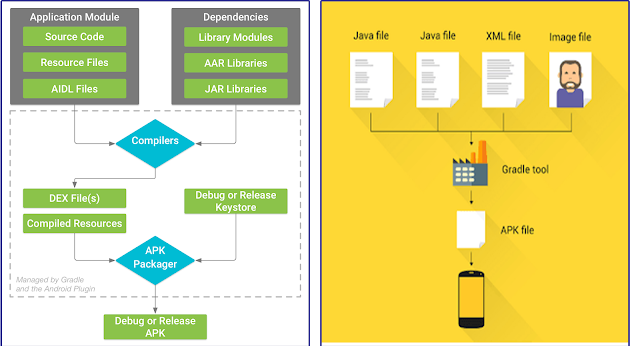 Application Module
Source Code
Resource Files
AIDL Files
Dependencies
Library Modules
AAR Libraries
JAR Libraries
Compilers
DEX File(s)
Compiled Resources
Debug or Release
Keystore
APK
Packager
Managed by Gradle
and the Android Plugin
Debug or Release
APK
Java file
Java file
XML file
Image file
Gradle tool
APK file